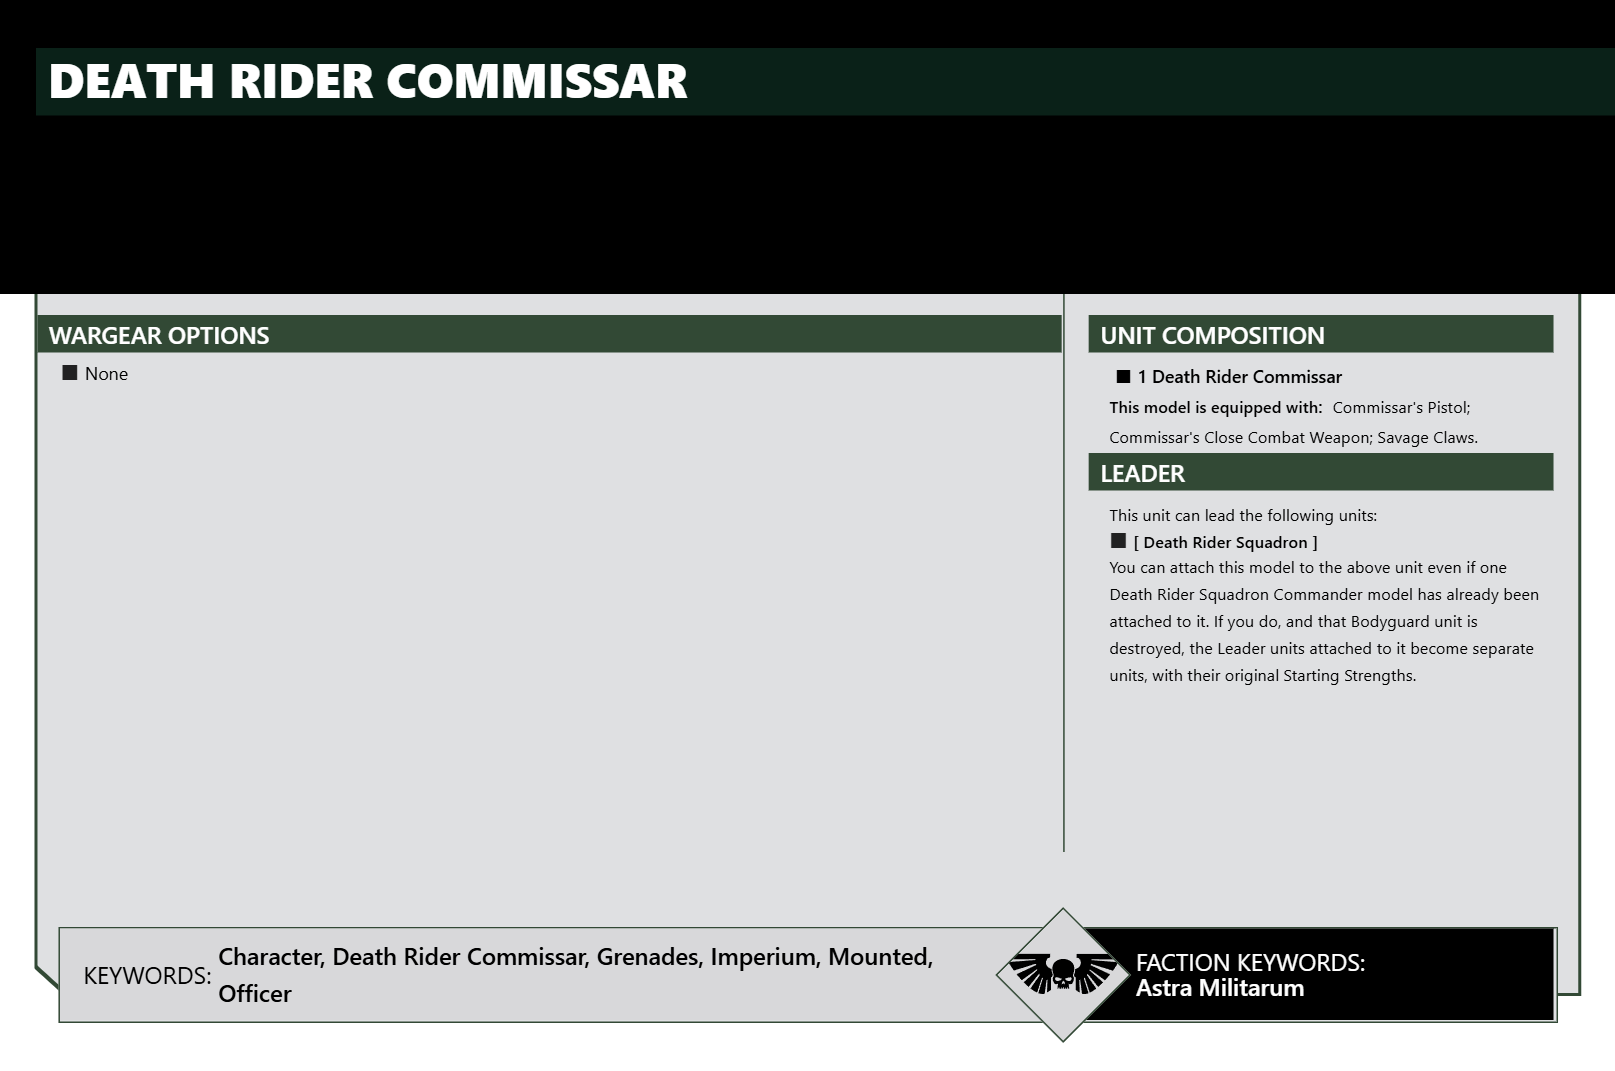 DEATH RIDER COMMISSAR
WARGEAR OPTIONS
■ None
UNIT COMPOSITION
■ 1 Death Rider Commissar
This model is equipped with: Commissar's Pistol;
Commissar's Close Combat Weapon; Savage Claws.
LEADER
This unit can lead the following units:
■ [ Death Rider Squadron ]
You can attach this model to the above unit even if one
Death Rider Squadron Commander model has already been
attached to it. If you do, and that Bodyguard unit is
destroyed, the Leader units attached to it become separate
units, with their original Starting Strengths.
KEYWORDS: Character, Death Rider Commissar, Grenades, Imperium, Mounted,
Officer
FACTION KEYWORDS:
Astra Militarum